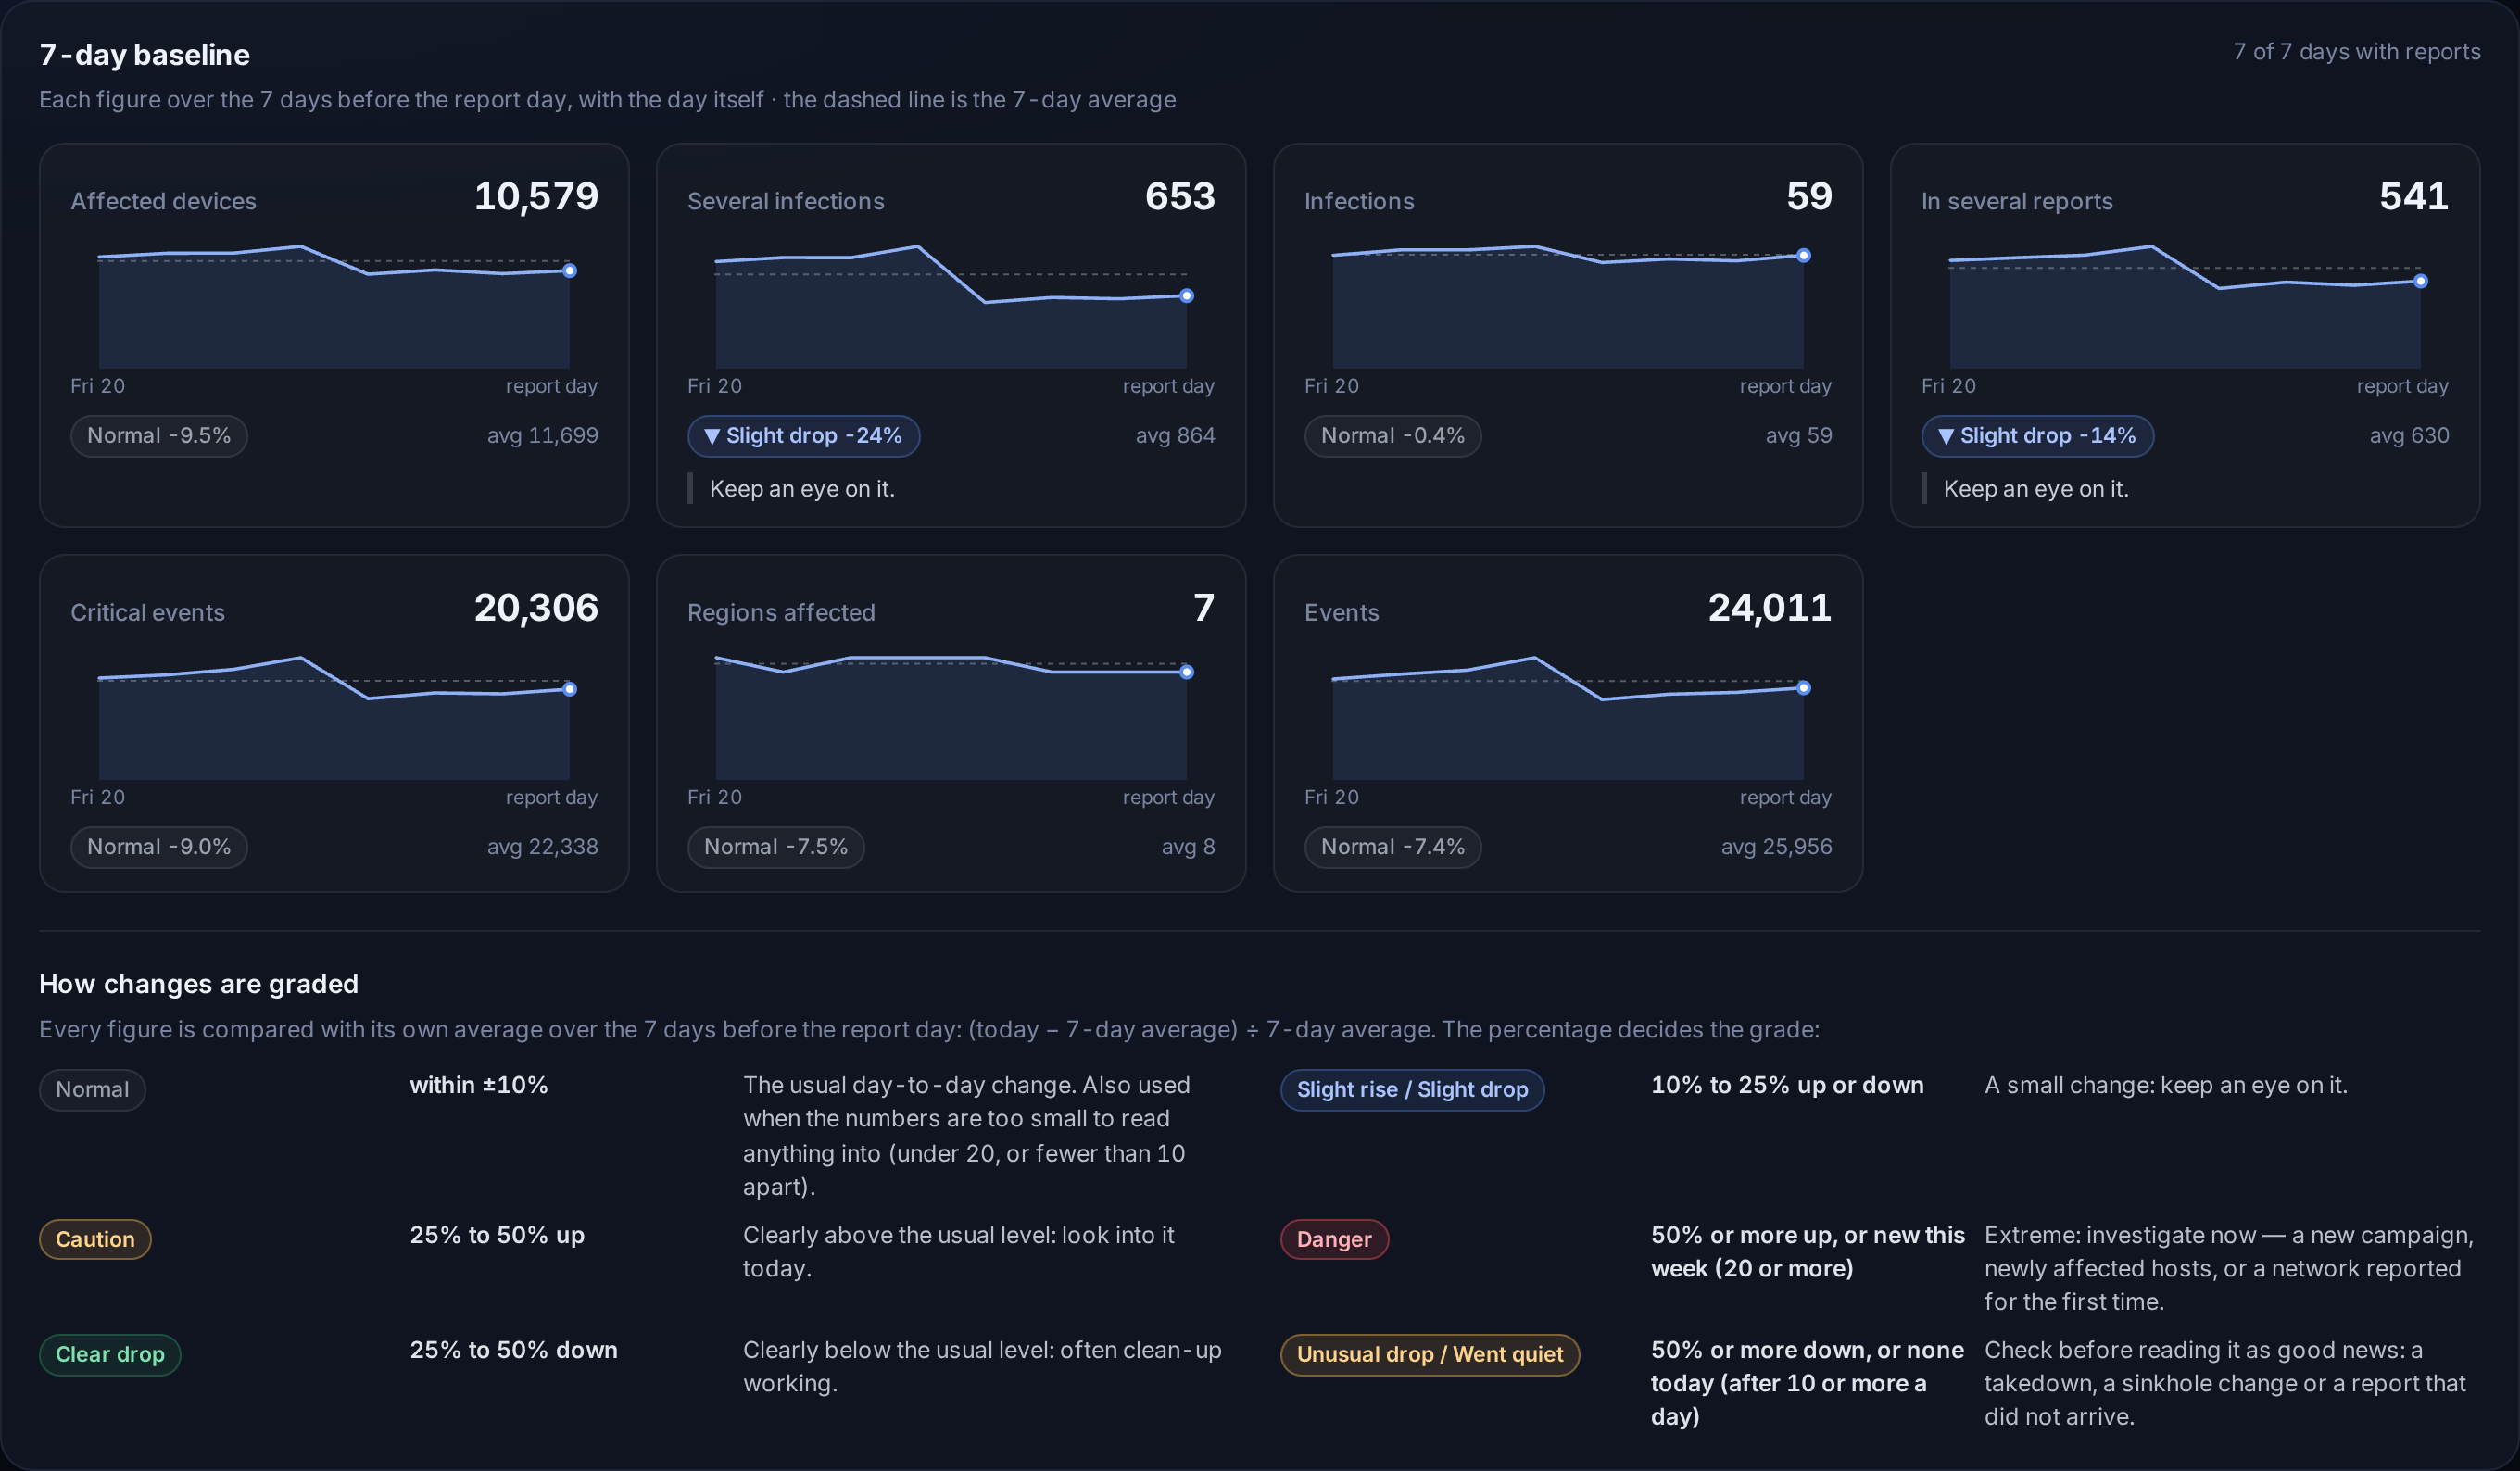 7-day baseline
7 of 7 days with reports
Each figure over the 7 days before the report day, with the day itself · the dashed line is the 7-day average
Affected devices
10,579
Fri 20
report day
Normal -9.5%
avg 11,699
Several infections
653
Fri 20
report day
▼ Slight drop -24%
avg 864
Keep an eye on it.
Infections
59
Fri 20
report day
Normal -0.4%
avg 59
In several reports
541
Fri 20
report day
▼ Slight drop -14%
avg 630
Keep an eye on it.
Critical events
20,306
Fri 20
report day
Normal -9.0%
avg 22,338
Regions affected
7
Fri 20
report day
Normal -7.5%
avg 8
Events
24,011
Fri 20
report day
Normal -7.4%
avg 25,956
How changes are graded
Every figure is compared with its own average over the 7 days before the report day: (today − 7-day average) ÷ 7-day average. The percentage decides the grade:
Normal
within ±10%
The usual day-to-day change. Also used
when the numbers are too small to read
anything into (under 20, or fewer than 10
apart).
Slight rise / Slight drop
10% to 25% up or down
A small change: keep an eye on it.
Caution
25% to 50% up
Clearly above the usual level: look into it
today.
Danger
50% or more up, or new this
week (20 or more)
Extreme: investigate now — a new campaign,
newly affected hosts, or a network reported
for the first time.
Clear drop
25% to 50% down
Clearly below the usual level: often clean-up
working.
Unusual drop / Went quiet
50% or more down, or none
today (after 10 or more a
day)
Check before reading it as good news: a
takedown, a sinkhole change or a report that
did not arrive.